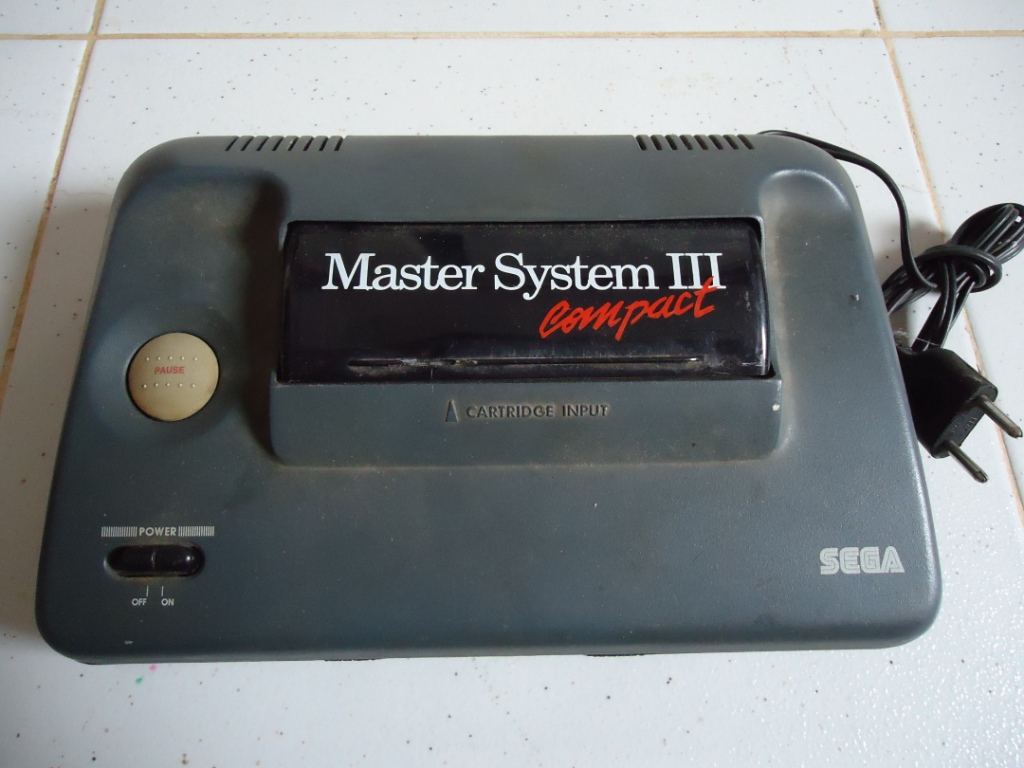 Master System III
compact
CARTRIDGE INPUT
PAUSE
POWER
OFF ON
SEGA